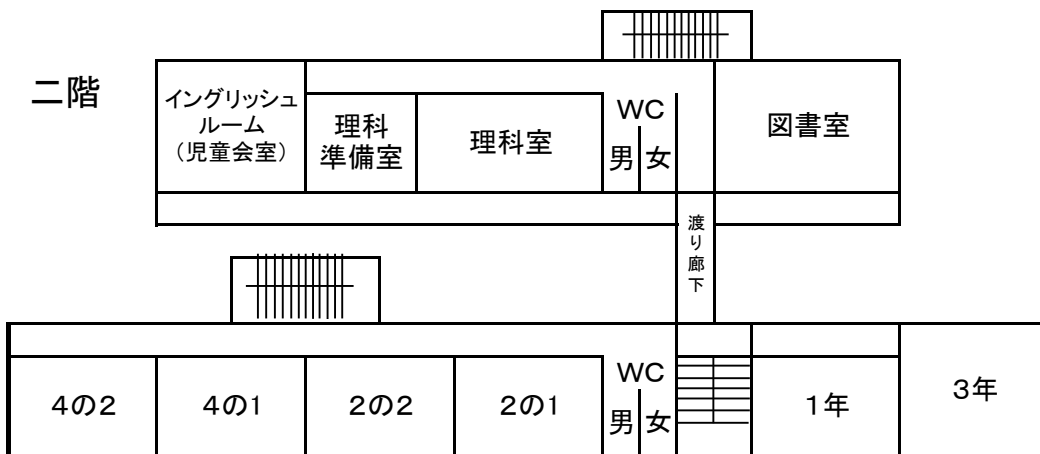 二階
イングリッシュ
ルーム
（児童会室）
理科
準備室
理科室
WC
男
女
図書室
渡り廊下
4の2
4の1
2の2
2の1
WC
男
女
1年
3年